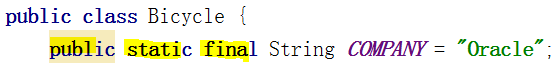 public class Bicycle {
public static final String COMPANY = "Oracle";